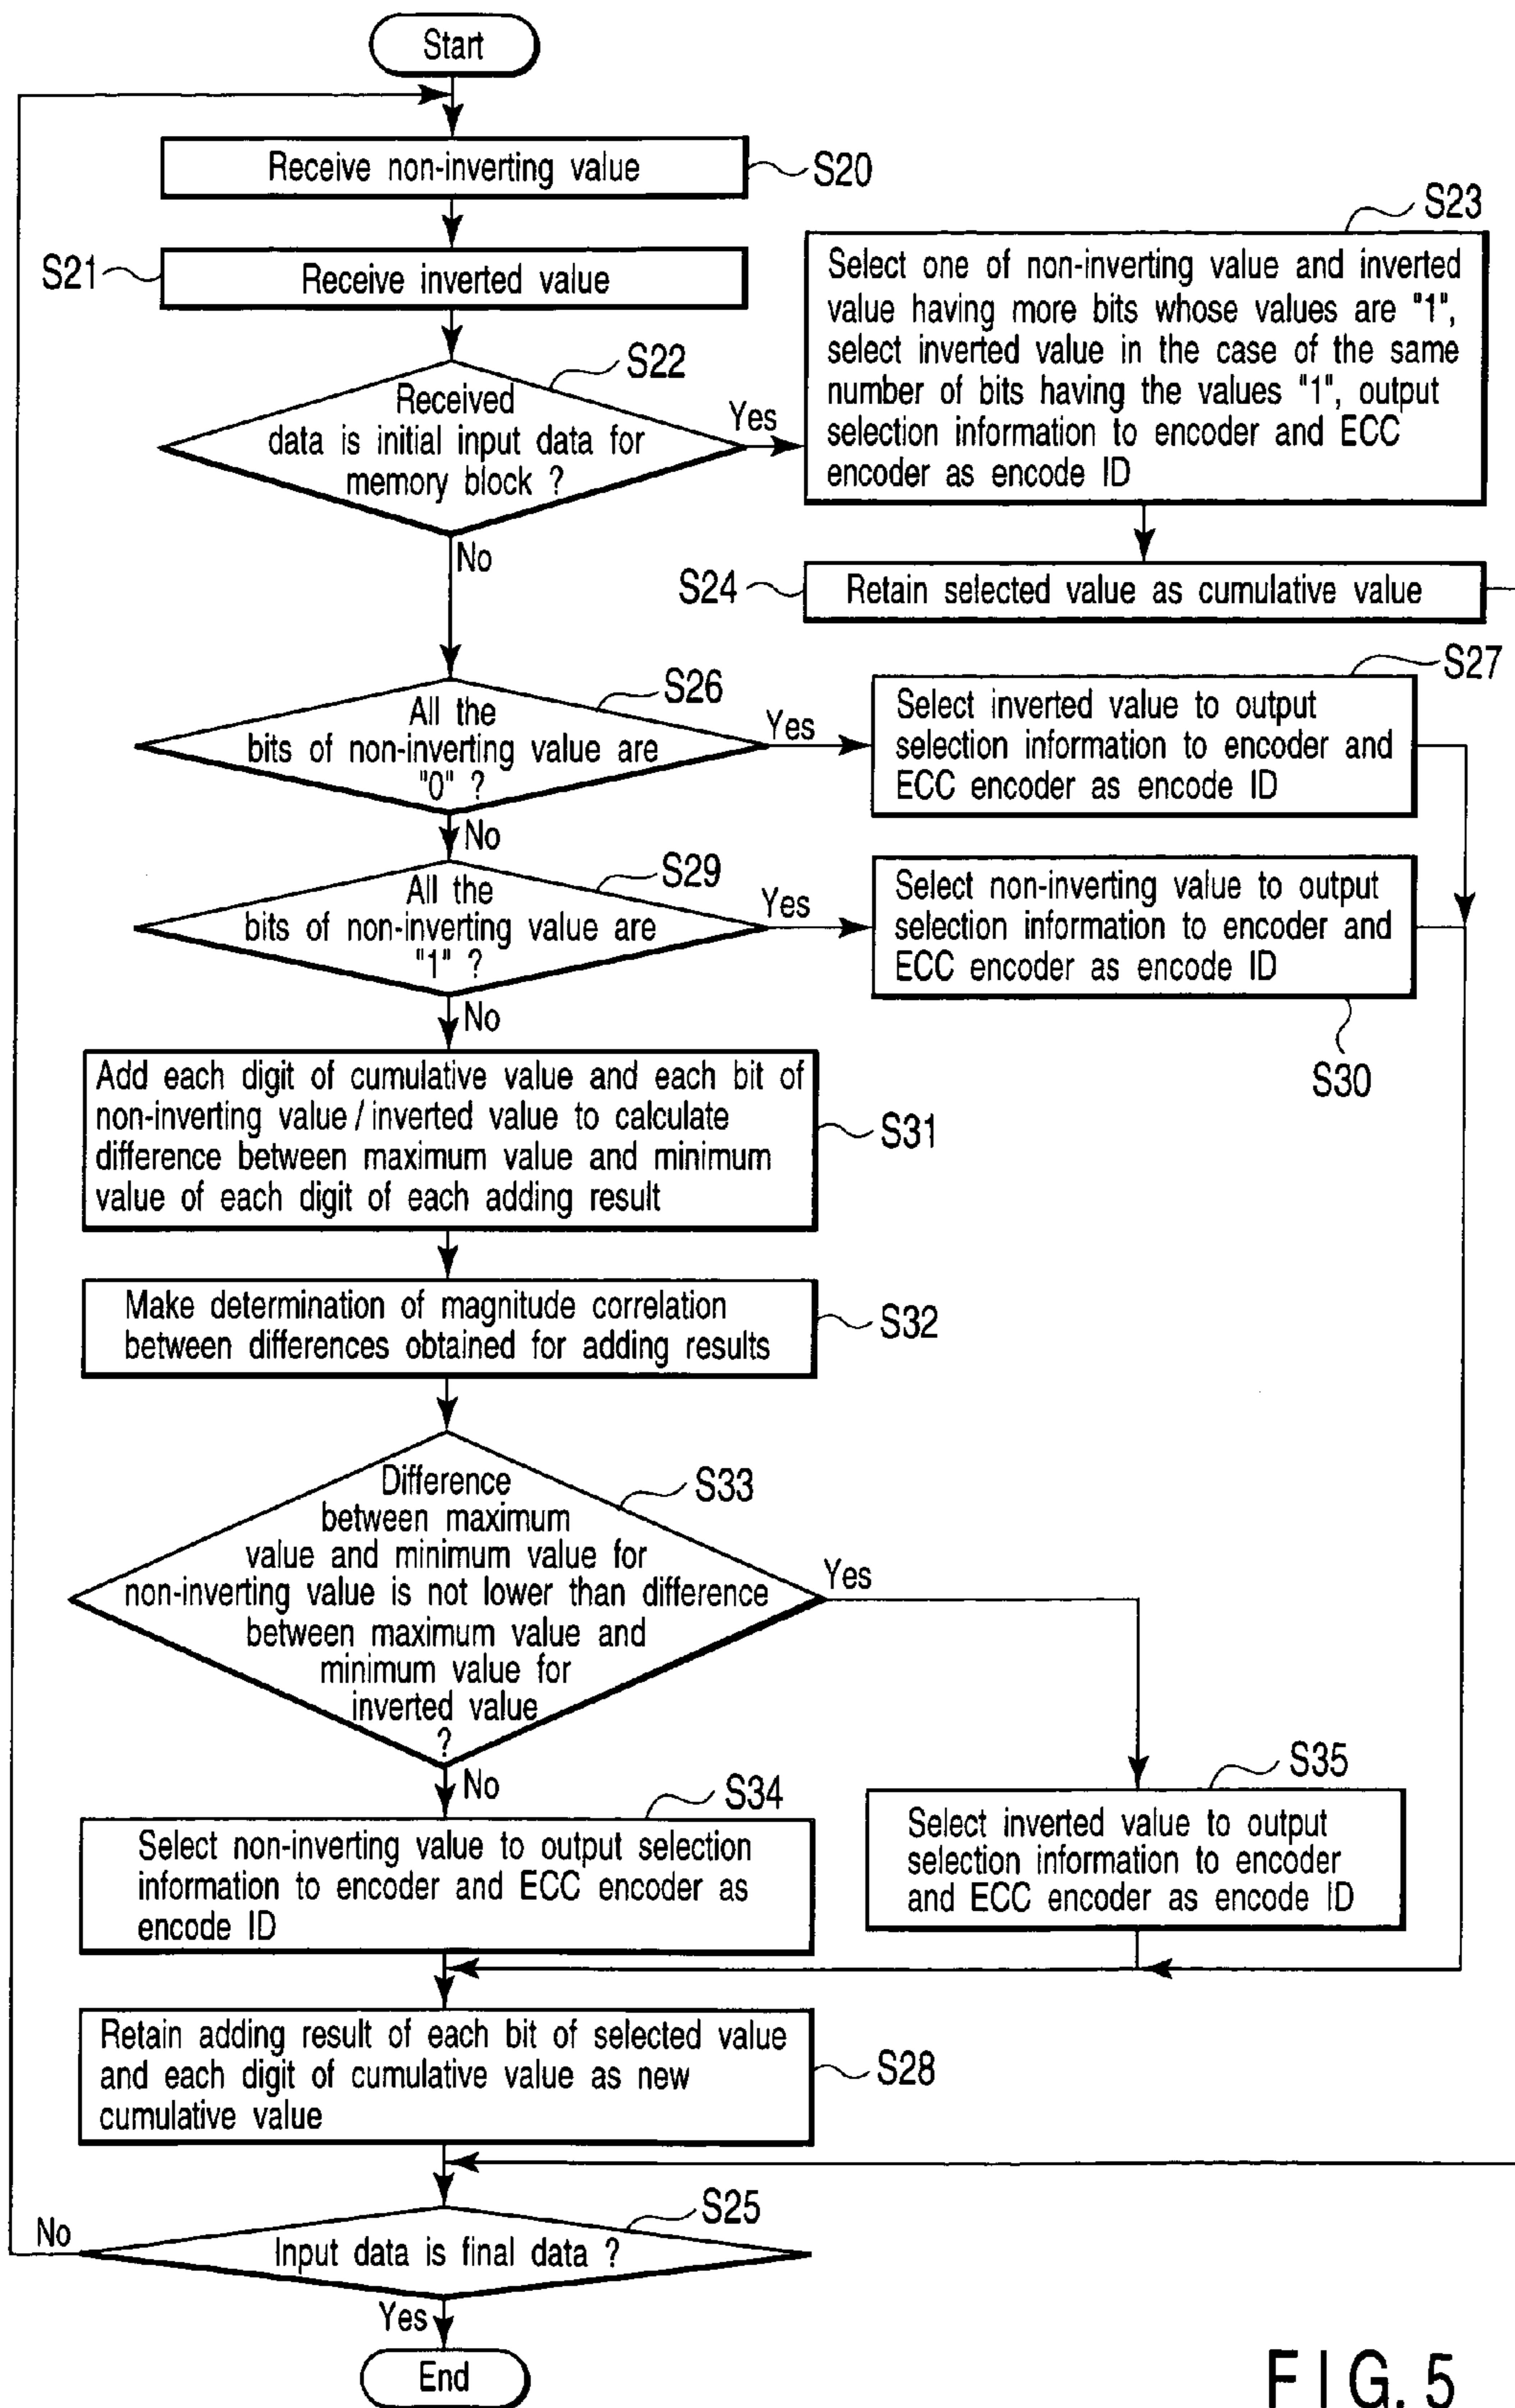 Start
Receive non-inverting value
S20
S21
Receive inverted value
S22
Received
data is initial input data for
memory block ?
Yes
No
S23
Select one of non-inverting value and inverted
value having more bits whose values are "1",
select inverted value in the case of the same
number of bits having the values "1", output
selection information to encoder and ECC
encoder as encode ID
S24
Retain selected value as cumulative value
S26
All the
bits of non-inverting value are
"0" ?
Yes
No
S27
Select inverted value to output
selection information to encoder and
ECC encoder as encode ID
S29
All the
bits of non-inverting value are
"1" ?
Yes
No
Select non-inverting value to output
selection information to encoder and
ECC encoder as encode ID
S30
Add each digit of cumulative value and each bit of
non-inverting value / inverted value to calculate
difference between maximum value and minimum
value of each digit of each adding result
S31
Make determination of magnitude correlation
between differences obtained for adding results
S32
Difference
between maximum
value and minimum value for
non-inverting value is not lower than difference
between maximum value and
minimum value for
inverted value
?
S33
Yes
No
S34
Select non-inverting value to output selection
information to encoder and ECC encoder as
encode ID
S35
Select inverted value to output
selection information to encoder
and ECC encoder as encode ID
Retain adding result of each bit of selected value
and each digit of cumulative value as new
cumulative value
S28
S25
No
Input data is final data ?
Yes
End
FIG. 5